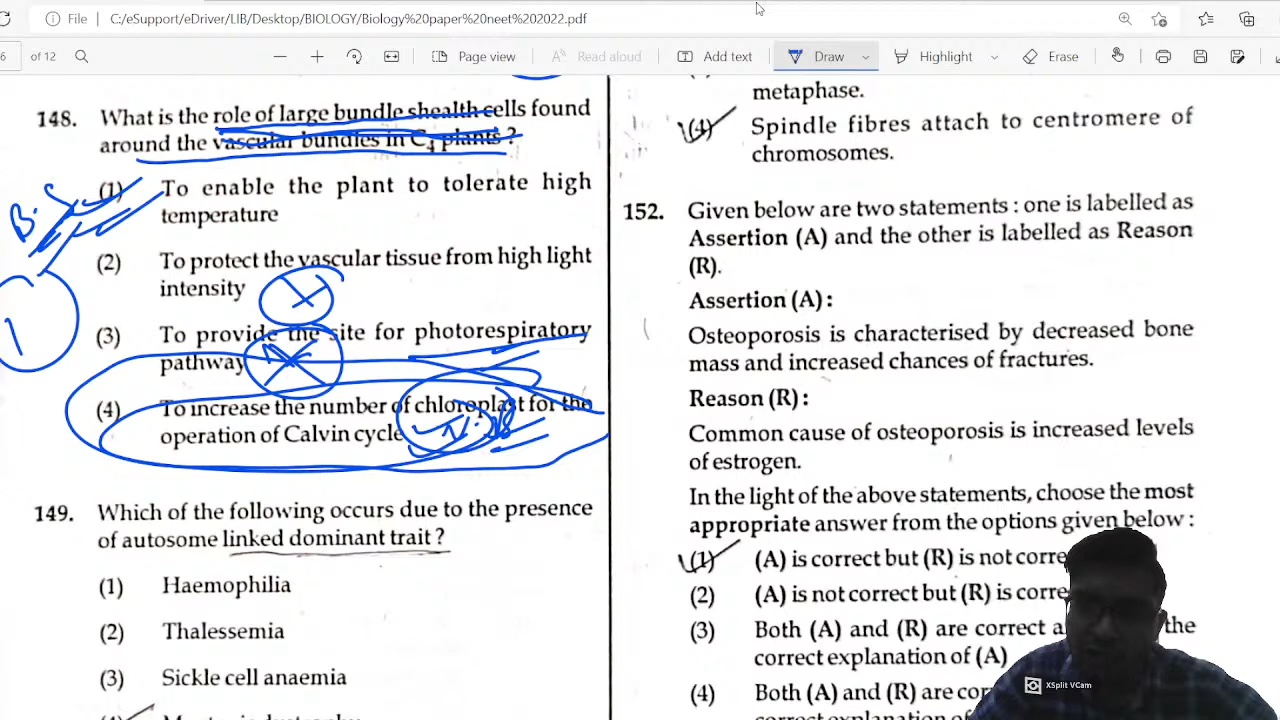 File
C:/eSupport/eDriver/LIB/Desktop/BIOLOGY/Biology%20paper%20neet%202022.pdf
6 of 12
Page view
Read aloud
Add text
Draw
Highlight
Erase
148. What is the role of large bundle shealth cells found
around the vascular bundles in C4 plants ?
(1) To enable the plant to tolerate high
temperature
(2) To protect the vascular tissue from high light
intensity
(3) To provide the site for photorespiratory
pathway
(4) To increase the number of chloroplast for the
operation of Calvin cycle
149. Which of the following occurs due to the presence
of autosome linked dominant trait ?
(1) Haemophilia
(2) Thalessemia
(3) Sickle cell anaemia
metaphase.
(4) Spindle fibres attach to centromere of
chromosomes.
152. Given below are two statements : one is labelled as
Assertion (A) and the other is labelled as Reason
(R).
Assertion (A) :
Osteoporosis is characterised by decreased bone
mass and increased chances of fractures.
Reason (R) :
Common cause of osteoporosis is increased levels
of estrogen.
In the light of the above statements, choose the most
appropriate answer from the options given below :
(1) (A) is correct but (R) is not
(2) (A) is not correct but (R) is
(3) Both (A) and (R) are correct the
correct explanation of (A)
(4) Both (A) and (R) are
XSplit VCam